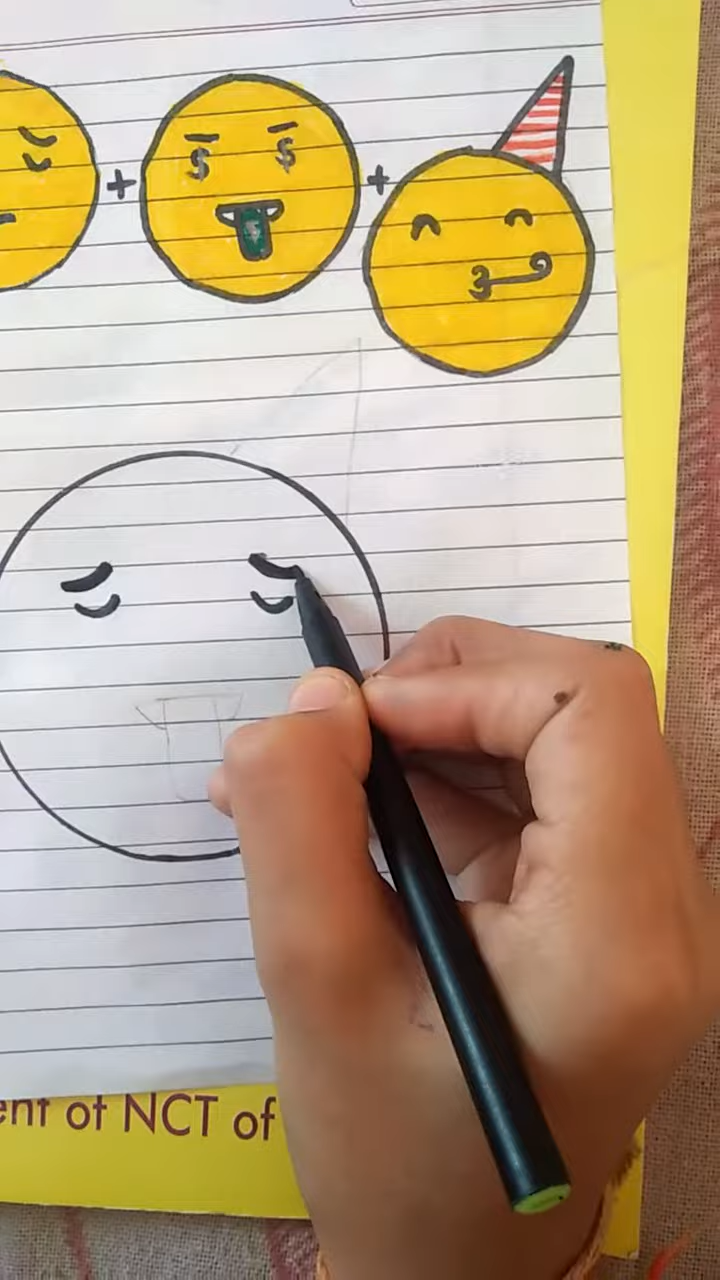 + $ $ $ +
ent of NCT of